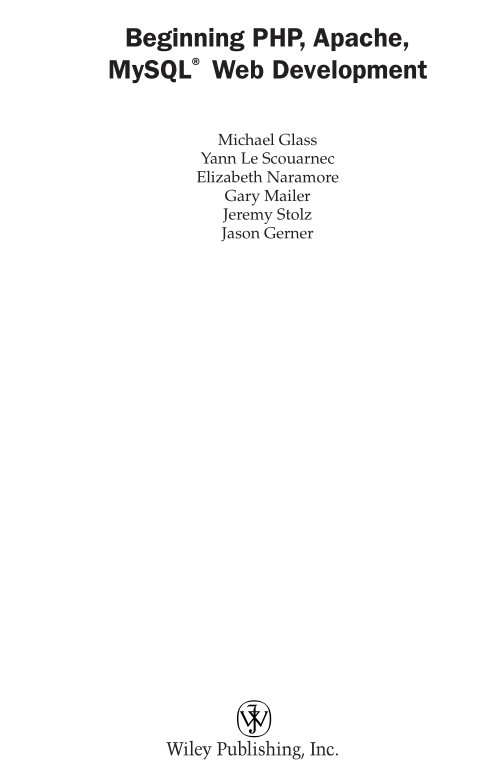 Beginning PHP, Apache,
MySQL® Web Development
Michael Glass
Yann Le Scouarnec
Elizabeth Naramore
Gary Mailer
Jeremy Stolz
Jason Gerner
Wiley Publishing, Inc.